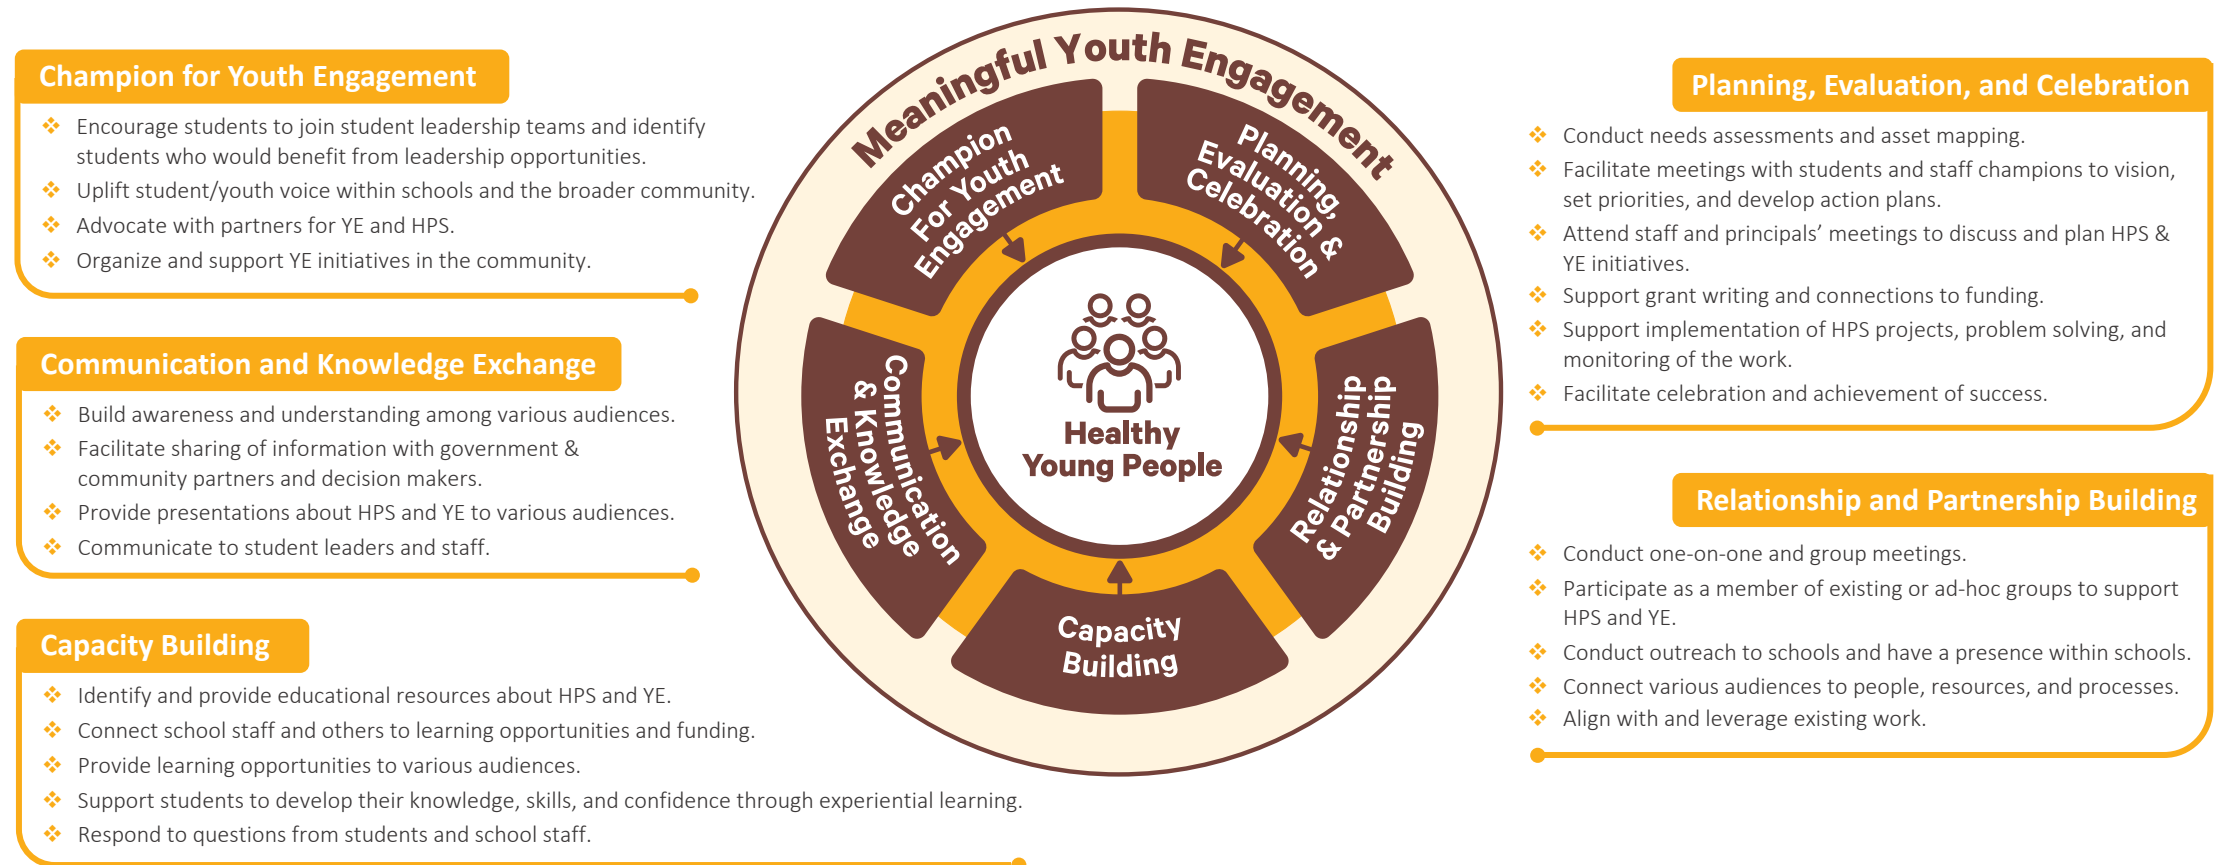 Champion for Youth Engagement
Encourage students to join student leadership teams and identify
students who would benefit from leadership opportunities.
Uplift student/youth voice within schools and the broader community.
Advocate with partners for YE and HPS.
Organize and support YE initiatives in the community.
Communication and Knowledge Exchange
Build awareness and understanding among various audiences.
Facilitate sharing of information with government &
community partners and decision makers.
Provide presentations about HPS and YE to various audiences.
Communicate to student leaders and staff.
Capacity Building
Identify and provide educational resources about HPS and YE.
Connect school staff and others to learning opportunities and funding.
Provide learning opportunities to various audiences.
Support students to develop their knowledge, skills, and confidence through experiential learning.
Respond to questions from students and school staff.
Meaningful Youth Engagement
Champion
For Youth
Engagement
Planning,
Evaluation &
Celebration
Communication
& Knowledge
Exchange
Relationship
& Partnership
Building
Capacity
Building
Healthy
Young People
Planning, Evaluation, and Celebration
Conduct needs assessments and asset mapping.
Facilitate meetings with students and staff champions to vision,
set priorities, and develop action plans.
Attend staff and principals’ meetings to discuss and plan HPS &
YE initiatives.
Support grant writing and connections to funding.
Support implementation of HPS projects, problem solving, and
monitoring of the work.
Facilitate celebration and achievement of success.
Relationship and Partnership Building
Conduct one-on-one and group meetings.
Participate as a member of existing or ad-hoc groups to support
HPS and YE.
Conduct outreach to schools and have a presence within schools.
Connect various audiences to people, resources, and processes.
Align with and leverage existing work.